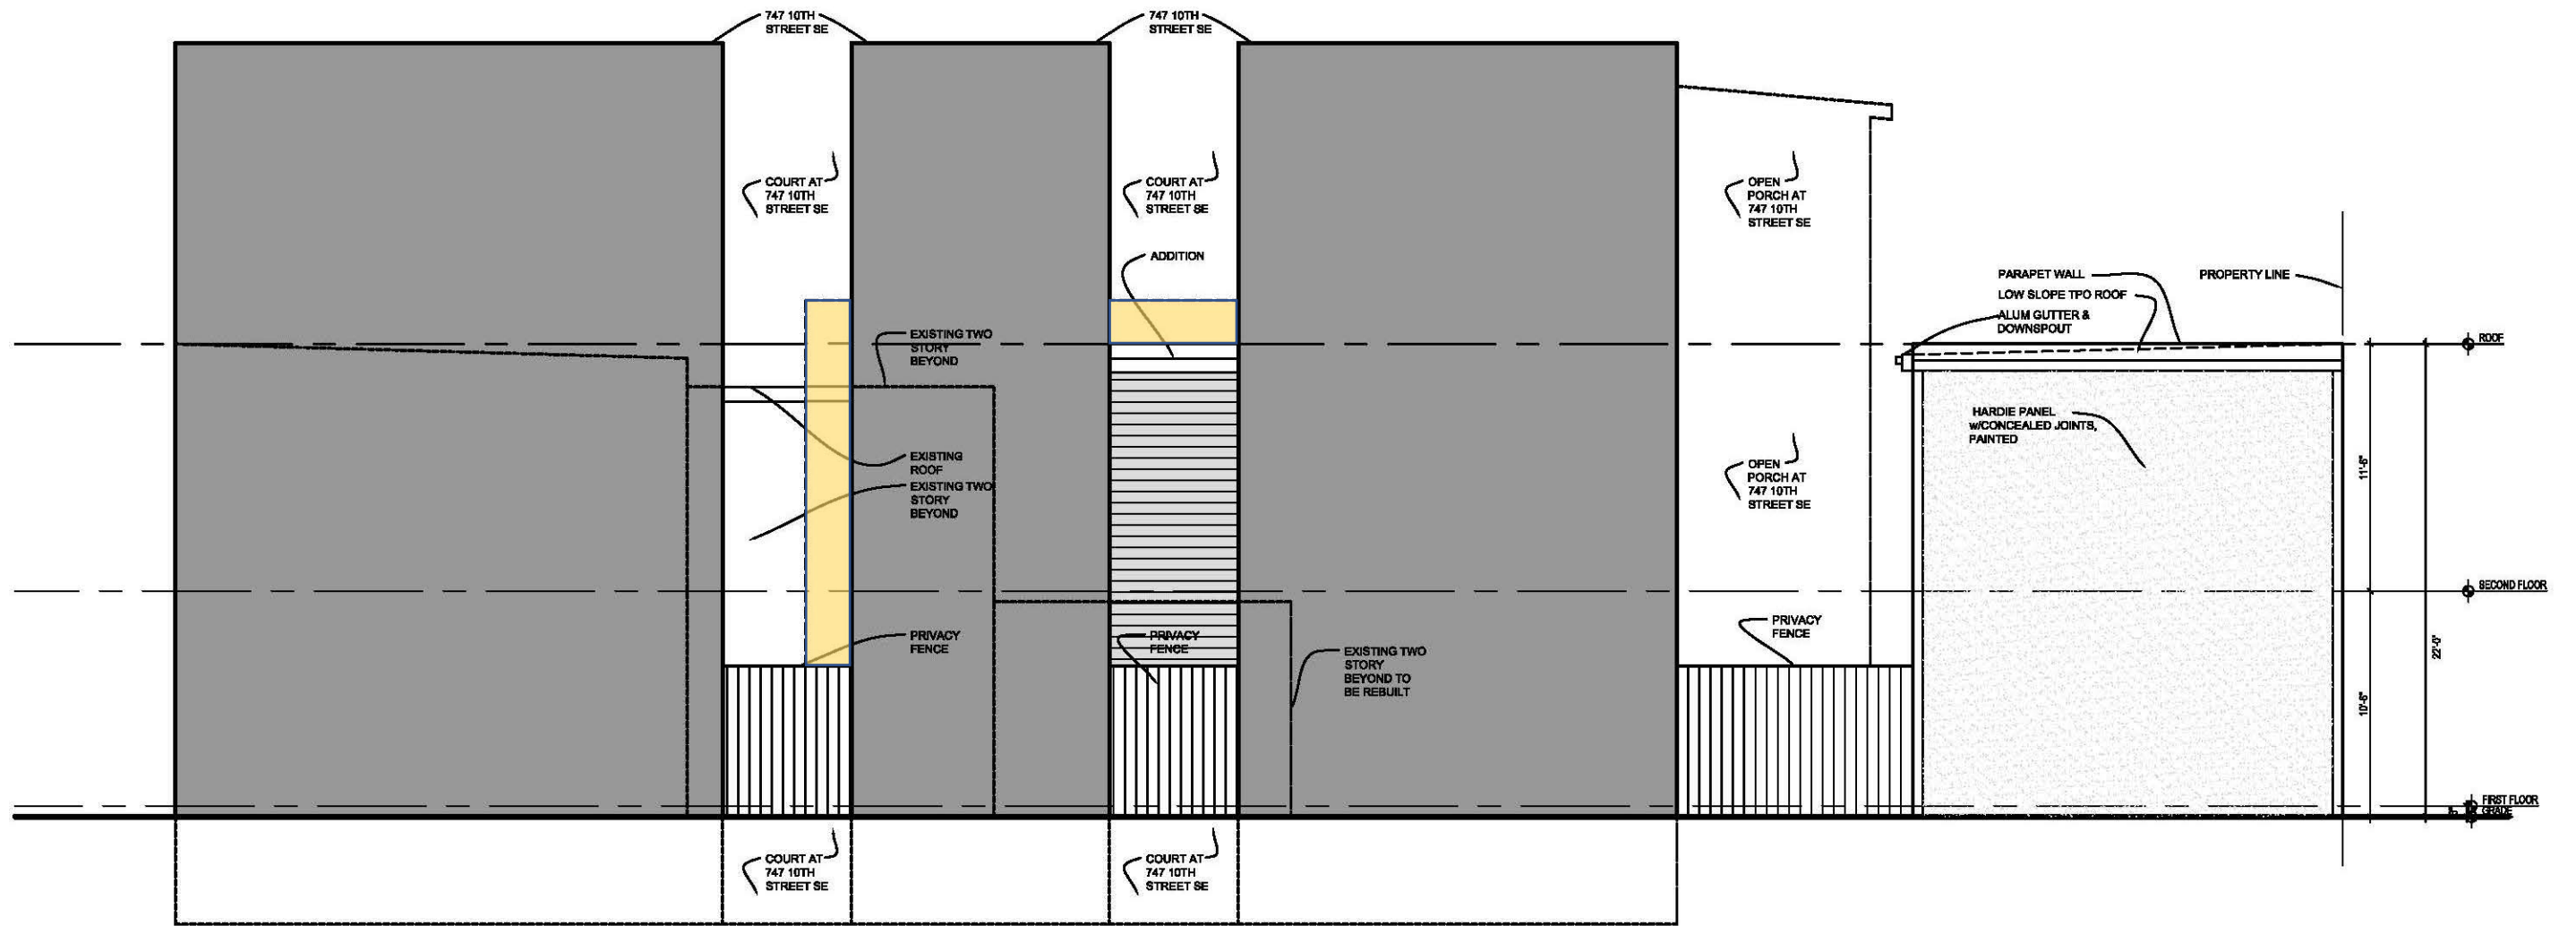 747 10TH
STREET SE
747 10TH
STREET SE
COURT AT
747 10TH
STREET SE
COURT AT
747 10TH
STREET SE
OPEN
PORCH AT
747 10TH
STREET SE
ADDITION
PARAPET WALL
PROPERTY LINE
LOW SLOPE TPO ROOF
ALUM GUTTER &
DOWNSPOUT
ROOF
EXISTING TWO
STORY
BEYOND
HARDIE PANEL
w/CONCEALED JOINTS,
PAINTED
EXISTING
ROOF
EXISTING TWO
STORY
BEYOND
OPEN
PORCH AT
747 10TH
STREET SE
11'-6"
SECOND FLOOR
PRIVACY
FENCE
PRIVACY
FENCE
PRIVACY
FENCE
EXISTING TWO
STORY
BEYOND TO
BE REBUILT
22'-0"
10'-6"
FIRST FLOOR
GRADE
COURT AT
747 10TH
STREET SE
COURT AT
747 10TH
STREET SE